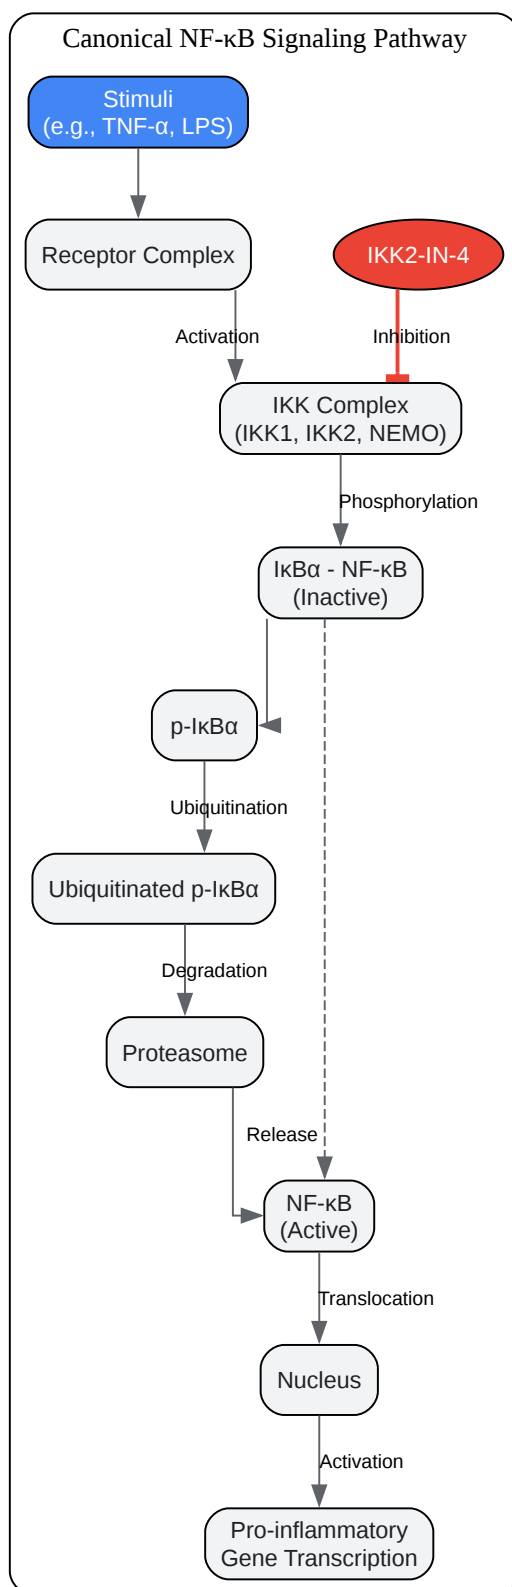 Canonical NF-κB Signaling Pathway
Stimuli
(e.g., TNF-α, LPS)
Receptor Complex
IKK2-IN-4
Activation
Inhibition
IKK Complex
(IKK1, IKK2, NEMO)
Phosphorylation
IκBα - NF-κB
(Inactive)
p-IκBα
Ubiquitination
Ubiquitinated p-IκBα
Degradation
Proteasome
Release
NF-κB
(Active)
Translocation
Nucleus
Activation
Pro-inflammatory
Gene Transcription